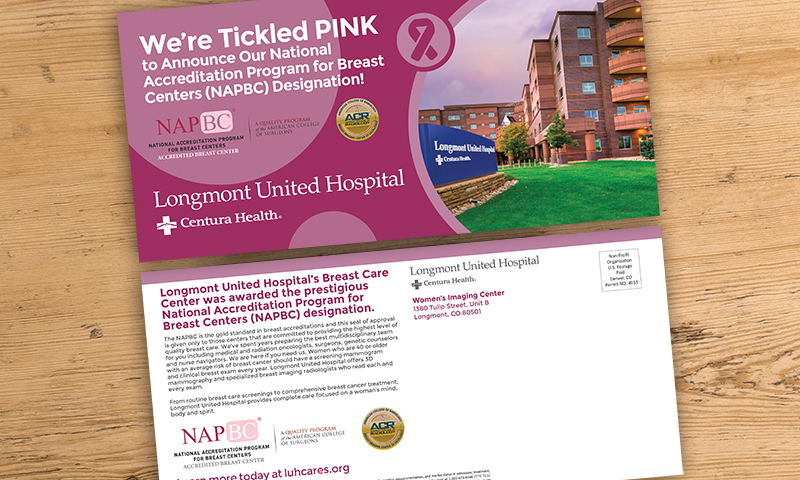 We're Tickled PINK
to Announce Our National
Accreditation Program for Breast
Centers (NAPBC) Designation!
NAPBC
NATIONAL ACCREDITATION PROGRAM
FOR BREAST CENTERS
ACCREDITED BREAST CENTER
A QUALITY PROGRAM
of the AMERICAN COLLEGE
OF SURGEONS
ACR
RADIOLOGY
Longmont United Hospital
Centura Health®
Longmont United Hospital
Centura Health.
Longmont United Hospital's Breast Care
Center was awarded the prestigious
National Accreditation Program for
Breast Centers (NAPBC) designation.
The NAPBC is the gold standard in breast accreditations and this seal of approval
is given only to those centers that are committed to providing the highest level of
quality breast care. We've spent years preparing the best multidisciplinary team
for you including medical and radiation oncologists, surgeons, genetic counselors
and nurse navigators. We are here if you need us. Women who are 40 or older
with an average risk of breast cancer should have a screening mammogram
and clinical breast exam every year. Longmont United Hospital offers 3D
mammography and specialized breast imaging radiologists who read each and
every exam.
From routine breast care screenings to comprehensive breast cancer treatment,
Longmont United Hospital provides complete care focused on a woman's mind,
body and spirit.
NAPBC
NATIONAL ACCREDITATION PROGRAM
FOR BREAST CENTERS
ACCREDITED BREAST CENTER
A QUALITY PROGRAM
of the AMERICAN COLLEGE
OF SURGEONS
ACR
RADIOLOGY
Learn more today at luhcares.org
Longmont United Hospital
Centura Health.
Women's Imaging Center
1380 Tulip Street, Unit B
Longmont, CO 80501
Non-Profit
Organization
U.S. Postage
Paid
Denver, CO
Permit NO. 4033